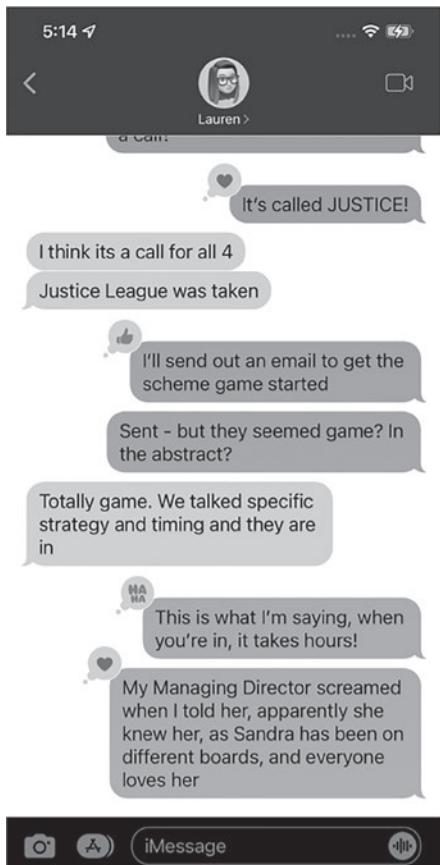 5:14
Lauren >
a call?
It's called JUSTICE!
I think its a call for all 4
Justice League was taken
I'll send out an email to get the
scheme game started
Sent - but they seemed game? In
the abstract?
Totally game. We talked specific
strategy and timing and they are
in
HA
HA
This is what I'm saying, when
you're in, it takes hours!
My Managing Director screamed
when I told her, apparently she
knew her, as Sandra has been on
different boards, and everyone
loves her
iMessage